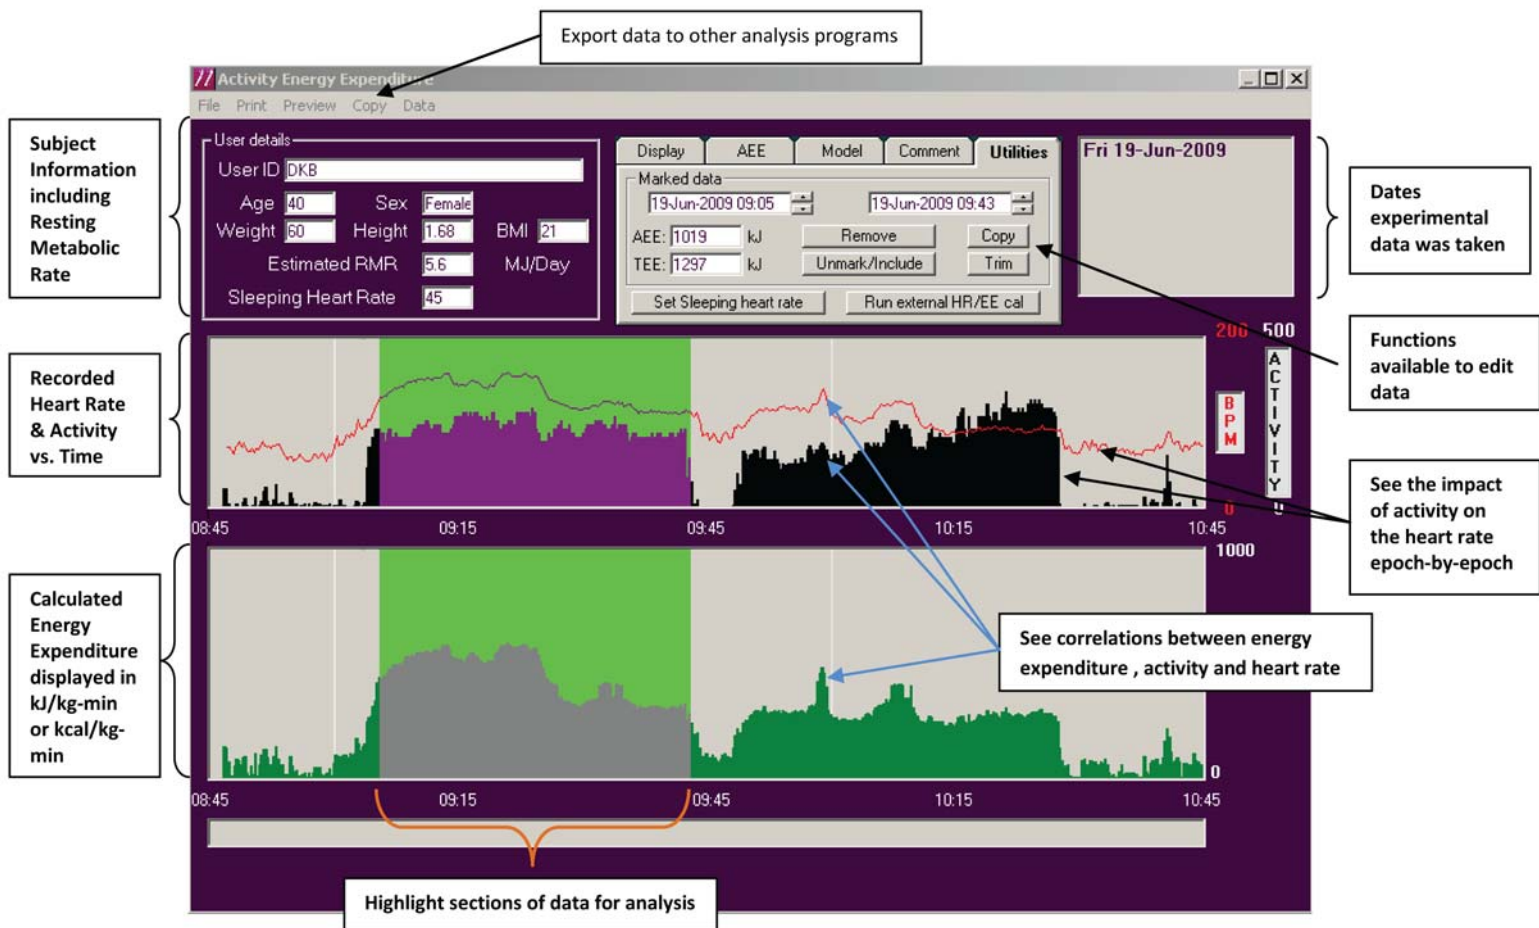 Export data to other analysis programs
Activity Energy Expenditure
File Print Preview Copy Data
Subject
Information
including
Resting
Metabolic
Rate
User details
User ID DKB
Age 40 Sex Female
Weight 60 Height 1.68 BMI 21
Estimated RMR 5.6 MJ/Day
Sleeping Heart Rate 45
Display AEE Model Comment Utilities
Marked data
19-Jun-2009 09:05 19-Jun-2009 09:43
AEE: 1019 kJ Remove Copy
TEE: 1297 kJ Unmark/Include Trim
Set Sleeping heart rate Run external HR/EE cal
Fri 19-Jun-2009
Dates
experimental
data was taken
Functions
available to edit
data
Recorded
Heart Rate
& Activity
vs. Time
200 500
BPM
ACTIVITY
0 0
08:45 09:15 09:45 10:15 10:45
See the impact
of activity on
the heart rate
epoch-by-epoch
Calculated
Energy
Expenditure
displayed in
kJ/kg-min
or kcal/kg-
min
1000
0
See correlations between energy
expenditure , activity and heart rate
08:45 09:15 09:45 10:15 10:45
Highlight sections of data for analysis